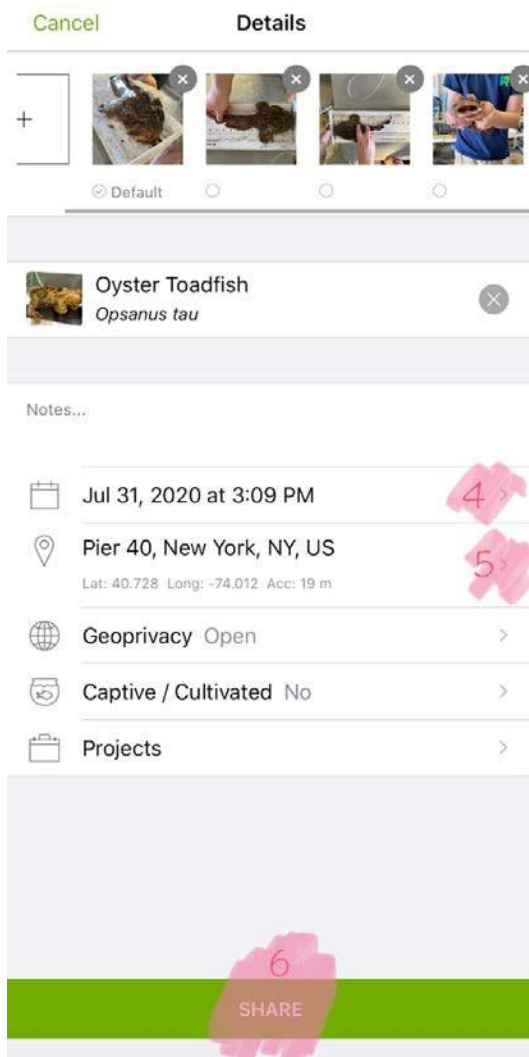 Cancel Details
Default
Oyster Toadfish
Opsanus tau
Notes...
Jul 31, 2020 at 3:09 PM
4
Pier 40, New York, NY, US
Lat: 40.728 Long: -74.012 Acc: 19 m
5
Geoprivacy Open
Captive / Cultivated No
Projects
6
SHARE